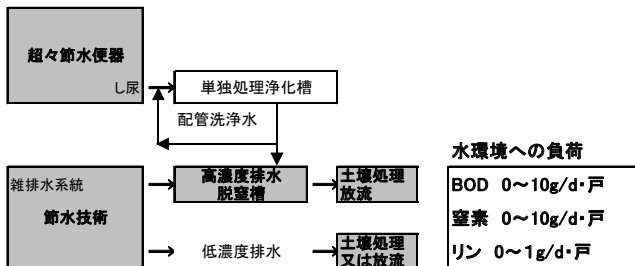 超々節水便器
し尿
単独処理浄化槽
配管洗浄水
水環境への負荷
雑排水系統
節水技術
高濃度排水
脱窒槽
土壌処理
放流
低濃度排水
土壌処理
又は放流
BOD 0～10g/d・戸
窒素 0～10g/d・戸
リン 0～1g/d・戸